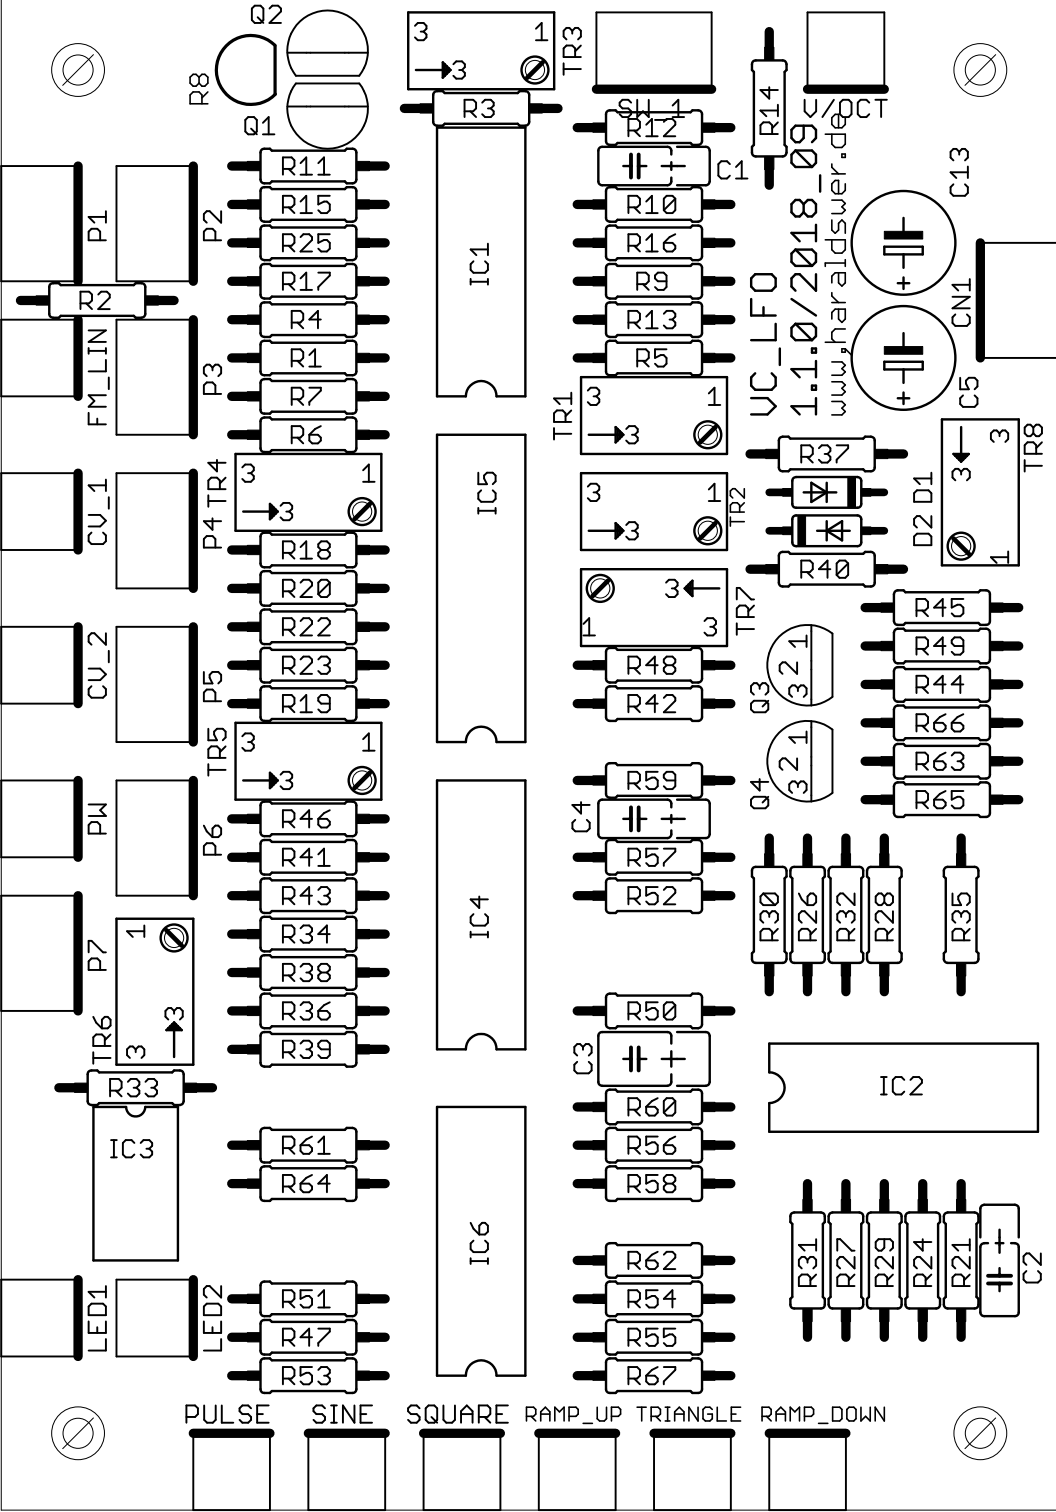 Q2
3 1
3
TR3
R8
R3
Q1
SW_1
R12
V/OCT
R14
C1
R11
R15
R25
R17
R4
R1
R7
R6
P1
P2
R2
FM_LIN
P3
IC1
R10
R16
R9
R13
R5
VC_LFO
1.1.0/2018_09
www.haraldswer.de
C13
CN1
C5
TR1
3 1
3
TR4
3 1
3
CV_1
P4
IC5
3 1
3
TR2
R37
D1
D2
R40
TR8
3
3
1
R18
R20
R22
R23
R19
3
1 3
TR7
CV_2
P5
R48
R42
Q3
1
2
3
Q4
1
2
3
R45
R49
R44
R66
R63
R65
TR5
3 1
3
PW
P6
R46
R41
R43
R34
R38
R36
R39
R59
C4
R57
R52
IC4
R30
R26
R32
R28
R35
P7
TR6
1
3
3
R33
IC3
R50
C3
R60
R56
R58
IC2
R61
R64
IC6
R62
R54
R55
R67
R31
R27
R29
R24
R21
C2
LED1
LED2
R51
R47
R53
PULSE SINE SQUARE RAMP_UP TRIANGLE RAMP_DOWN